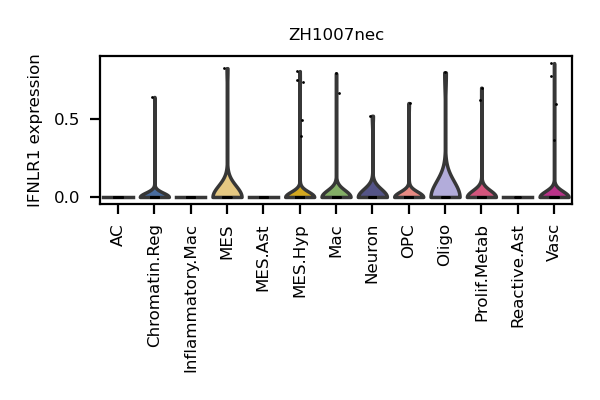 ZH1007nec
IFNLR1 expression
0.5
0.0
AC
Chromatin.Reg
Inflammatory.Mac
MES
MES.Ast
MES.Hyp
Mac
Neuron
OPC
Oligo
Prolif.Metab
Reactive.Ast
Vasc